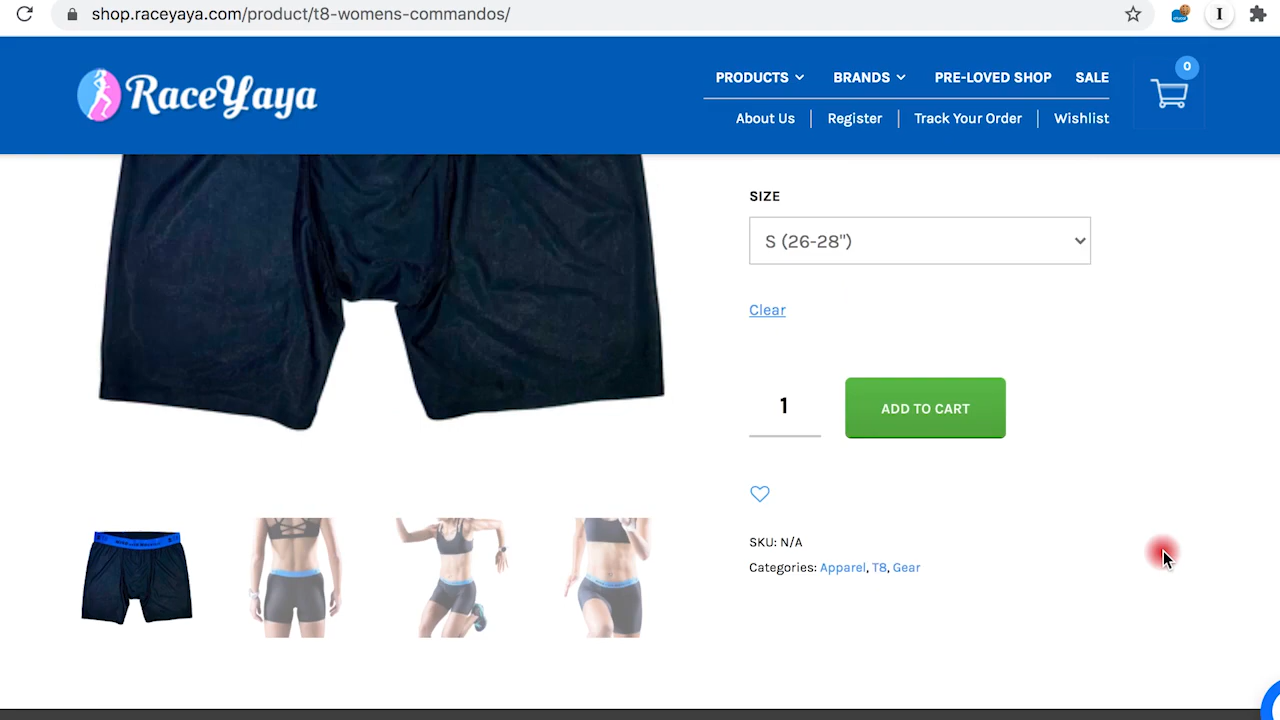 shop.raceyaya.com/product/t8-womens-commandos/
I
RaceYaya
PRODUCTS
BRANDS
PRE-LOVED SHOP
SALE
0
About Us
Register
Track Your Order
Wishlist
SIZE
S (26-28")
Clear
1
ADD TO CART
SKU: N/A
Categories: Apparel, T8, Gear